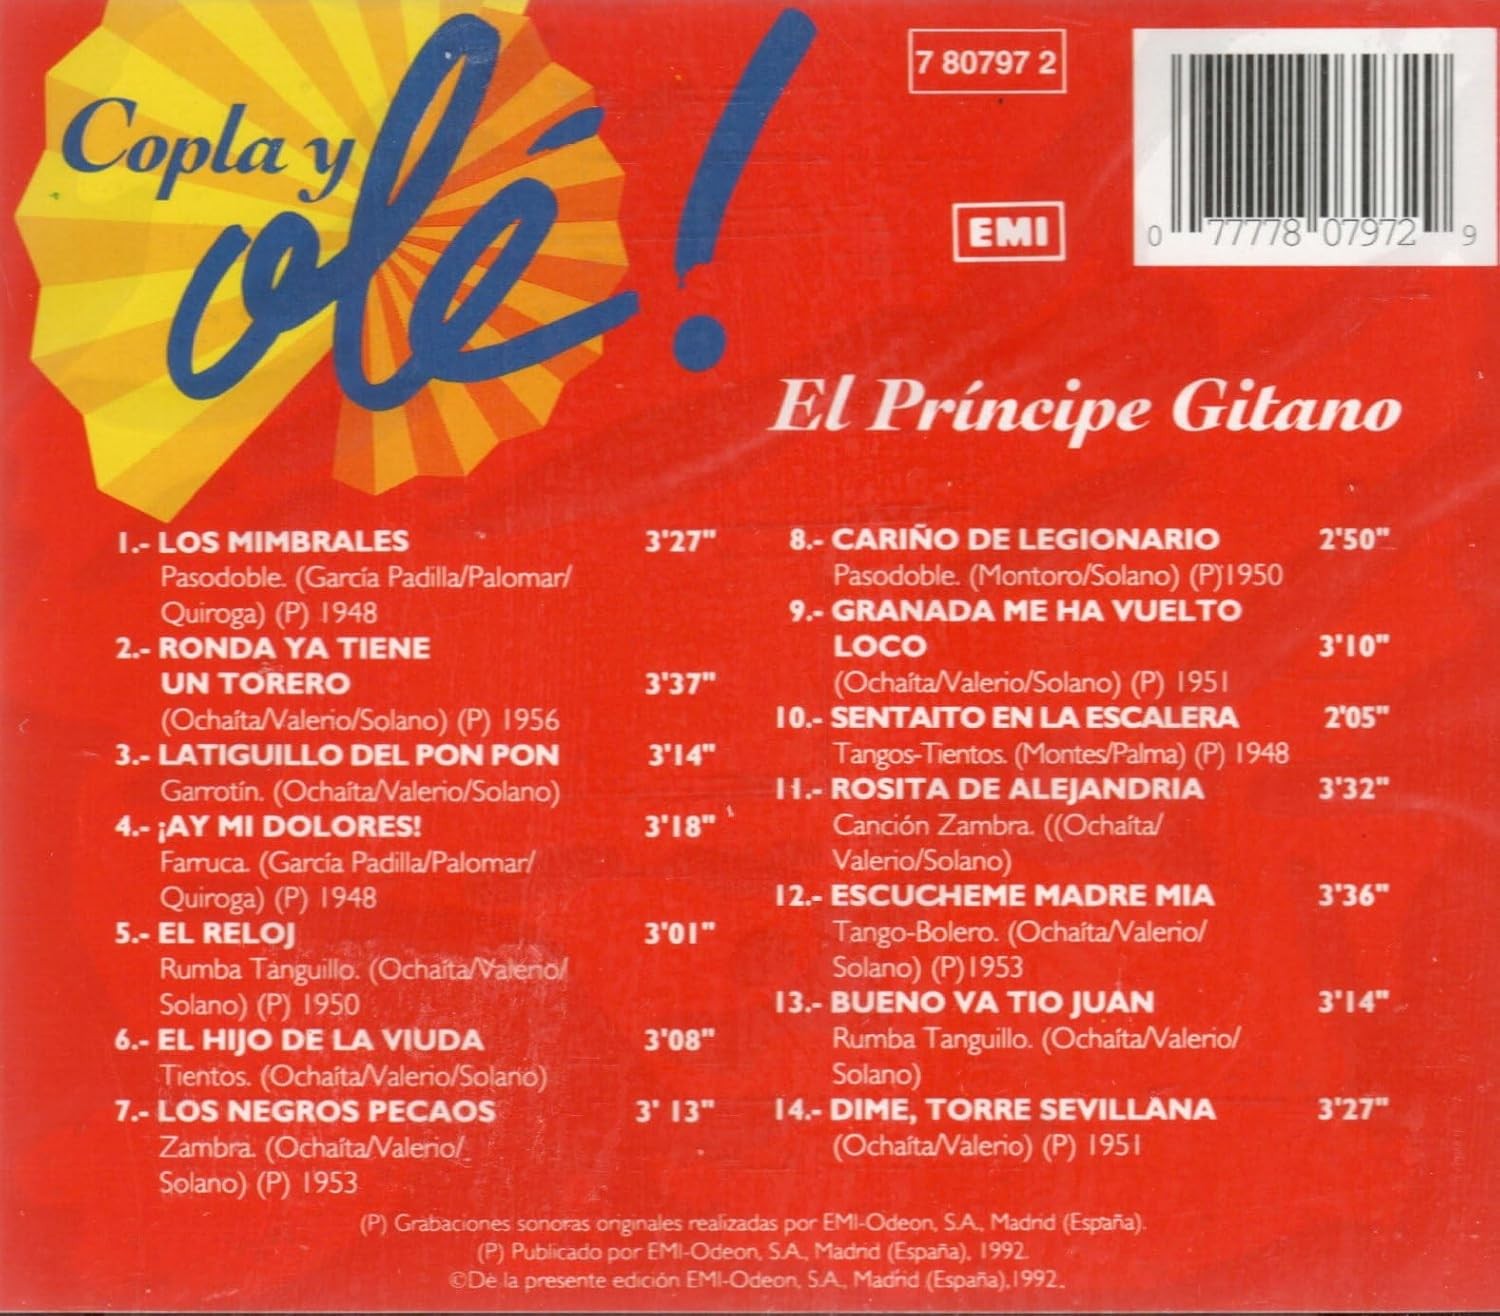 Copla y
olé!
7 80797 2
EMI
0 77778 07972 9
El Príncipe Gitano
1.- LOS MIMBRALES 3'27"
Pasodoble. (García Padilla/Palomar/
Quiroga) (P) 1948
2.- RONDA YA TIENE
UN TORERO 3'37"
(Ochaíta/Valerio/Solano) (P) 1956
3.- LATIGUILLO DEL PON PON 3'14"
Garrotín. (Ochaíta/Valerio/Solano)
4.- ¡AY MI DOLORES! 3'18"
Farruca. (García Padilla/Palomar/
Quiroga) (P) 1948
5.- EL RELOJ 3'01"
Rumba Tanguillo. (Ochaíta/Valerio/
Solano) (P) 1950
6.- EL HIJO DE LA VIUDA 3'08"
Tientos. (Ochaíta/Valerio/Solano)
7.- LOS NEGROS PECAOS 3' 13"
Zambra. (Ochaíta/Valerio/
Solano) (P) 1953
8.- CARIÑO DE LEGIONARIO 2'50"
Pasodoble. (Montoro/Solano) (P)1950
9.- GRANADA ME HA VUELTO
LOCO 3'10"
(Ochaíta/Valerio/Solano) (P) 1951
10.- SENTAITO EN LA ESCALERA 2'05"
Tangos-Tientos. (Montes/Palma) (P) 1948
11.- ROSITA DE ALEJANDRIA 3'32"
Canción Zambra. ((Ochaíta/
Valerio/Solano)
12.- ESCUCHEME MADRE MIA 3'36"
Tango-Bolero. (Ochaíta/Valerio/
Solano) (P)1953
13.- BUENO VA TIO JUAN 3'14"
Rumba Tanguillo. (Ochaíta/Valerio/
Solano)
14.- DIME, TORRE SEVILLANA 3'27"
(Ochaíta/Valerio) (P) 1951
(P) Grabaciones sonoras originales realizadas por EMI-Odeon, S.A., Madrid (España).
(P) Publicado por EMI-Odeon, S.A., Madrid (España), 1992.
©De la presente edición EMI-Odeon, S.A., Madrid (España),1992.